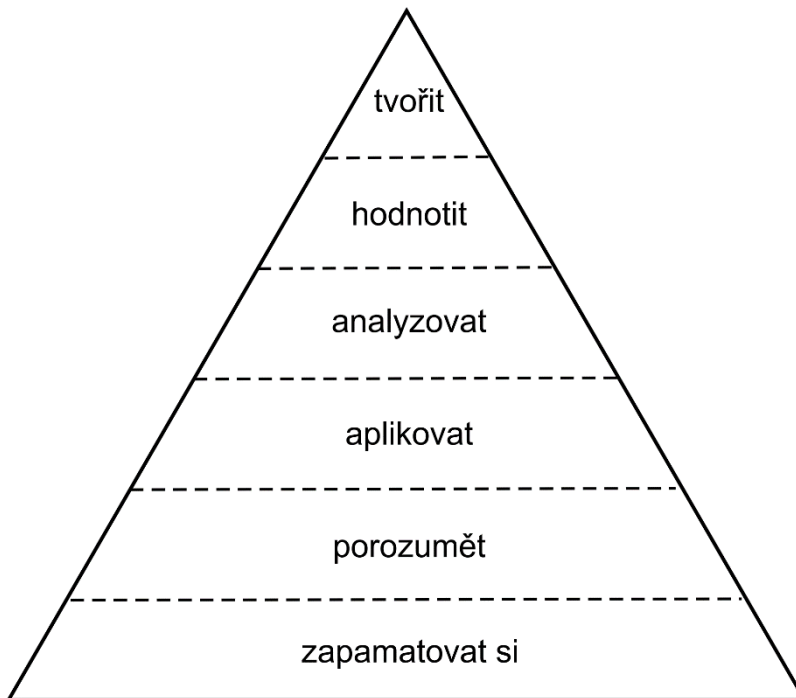 tvořit
hodnotit
analyzovat
aplikovat
porozumět
zapamatovat si